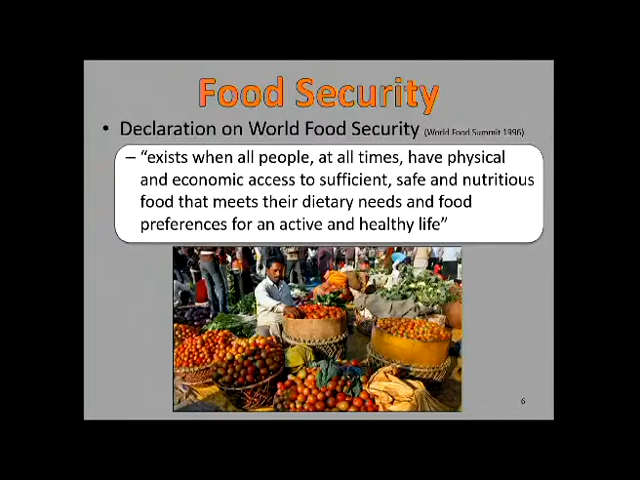 Food Security
• Declaration on World Food Security (World Food Summit 1996)
– “exists when all people, at all times, have physical
and economic access to sufficient, safe and nutritious
food that meets their dietary needs and food
preferences for an active and healthy life”
6